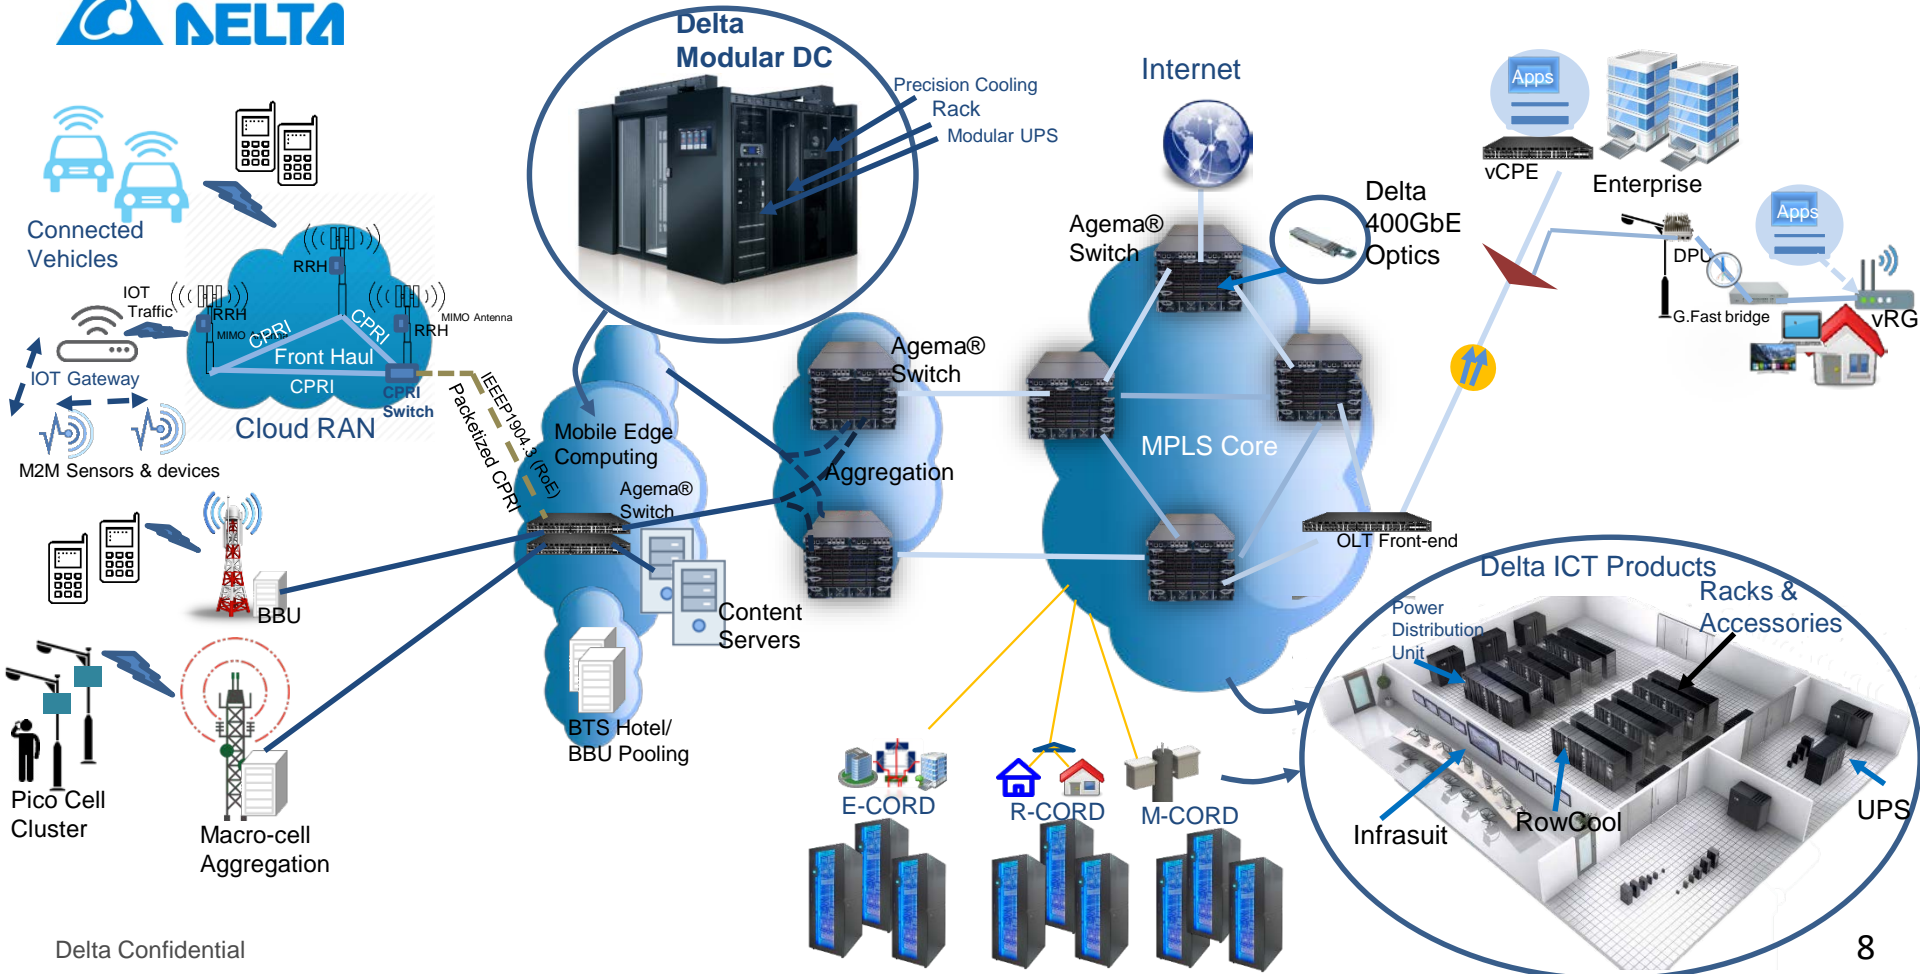 DELTA
Delta
Modular DC
Precision Cooling
Rack
Modular UPS
Internet
Apps
vCPE
Enterprise
Delta
400GbE
Optics
Agema®
Switch
DPU
Apps
G.Fast bridge
vRG
Connected
Vehicles
IOT
Traffic
RRH
RRH
RRH
MIMO Antenna
CPRI
CPRI
Front Haul
CPRI
CPRI
Switch
Cloud RAN
IOT Gateway
M2M Sensors & devices
IEEEP1904.3 (RoE)
Packetized CPRI
Mobile Edge
Computing
Agema®
Switch
Agema®
Switch
Aggregation
MPLS Core
OLT Front-end
BBU
Content
Servers
BTS Hotel/
BBU Pooling
Pico Cell
Cluster
Macro-cell
Aggregation
E-CORD
R-CORD
M-CORD
Delta ICT Products
Power
Distribution
Unit
Racks &
Accessories
Infrasuit
RowCool
UPS
Delta Confidential
8